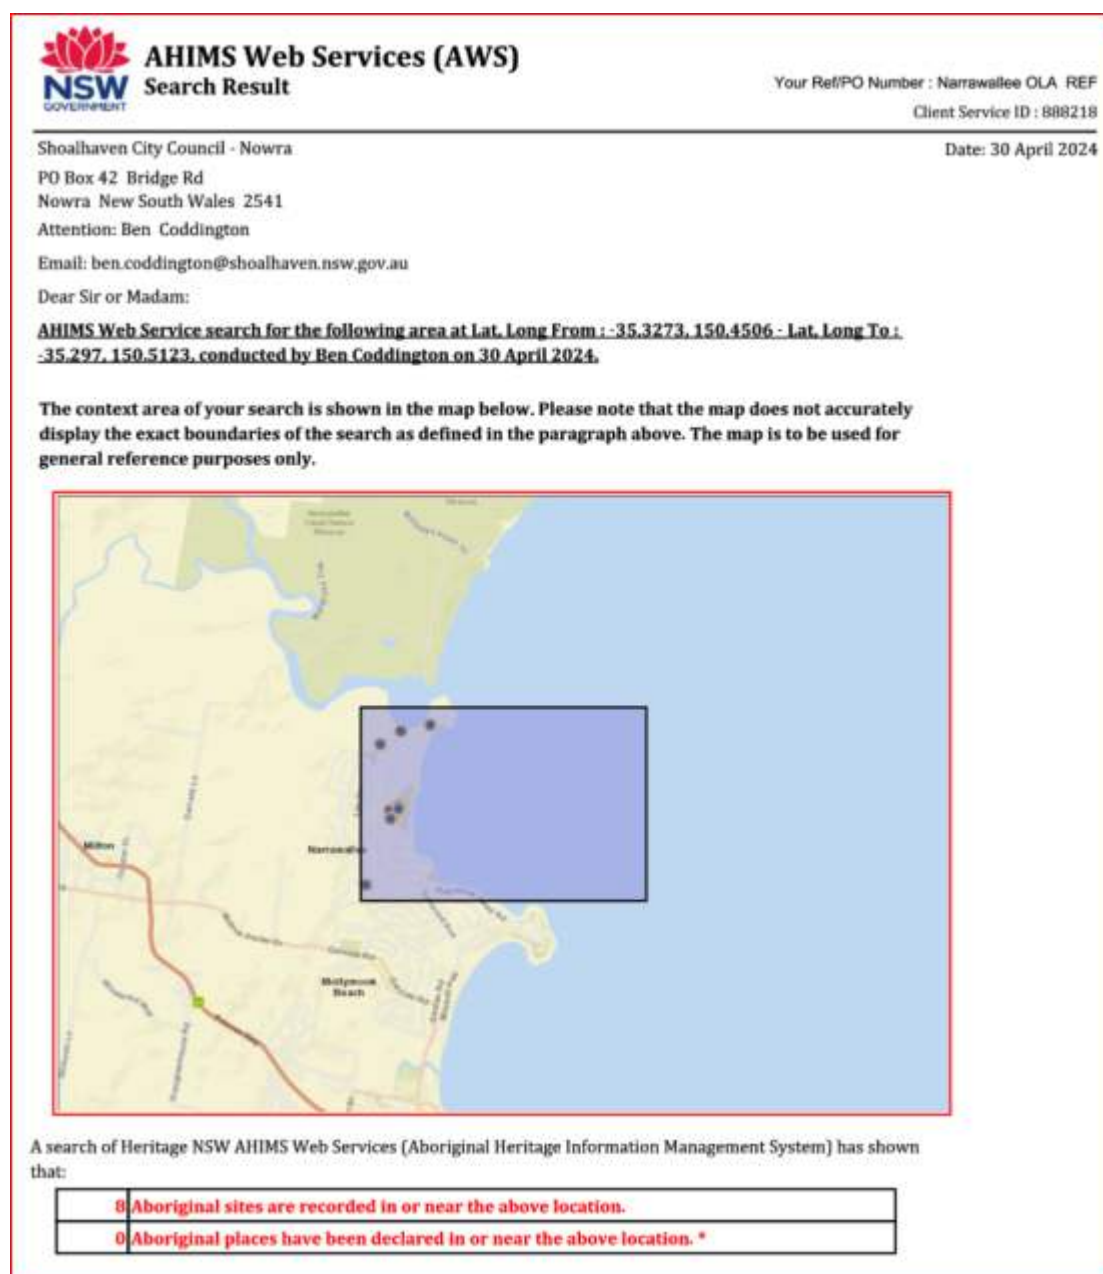 NSW
GOVERNMENT
AHIMS Web Services (AWS)
Search Result
Your Ref/PO Number : Narrawallee OLA REF
Client Service ID : 888218
Shoalhaven City Council - Nowra
Date: 30 April 2024
PO Box 42 Bridge Rd
Nowra New South Wales 2541
Attention: Ben Coddington
Email: ben.coddington@shoalhaven.nsw.gov.au
Dear Sir or Madam:
AHIMS Web Service search for the following area at Lat, Long From : -35.3273, 150.4506 - Lat, Long To :
-35.297, 150.5123, conducted by Ben Coddington on 30 April 2024.
The context area of your search is shown in the map below. Please note that the map does not accurately
display the exact boundaries of the search as defined in the paragraph above. The map is to be used for
general reference purposes only.
Milton
Mollymook
Beach
A search of Heritage NSW AHIMS Web Services (Aboriginal Heritage Information Management System) has shown
that:
8 Aboriginal sites are recorded in or near the above location.
0 Aboriginal places have been declared in or near the above location. *